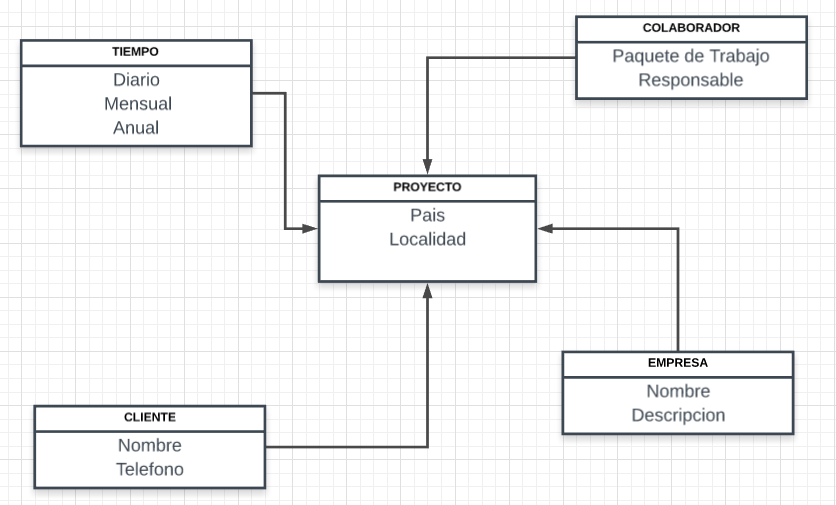 TIEMPO
Diario
Mensual
Anual
COLABORADOR
Paquete de Trabajo
Responsable
PROYECTO
Pais
Localidad
CLIENTE
Nombre
Telefono
EMPRESA
Nombre
Descripcion